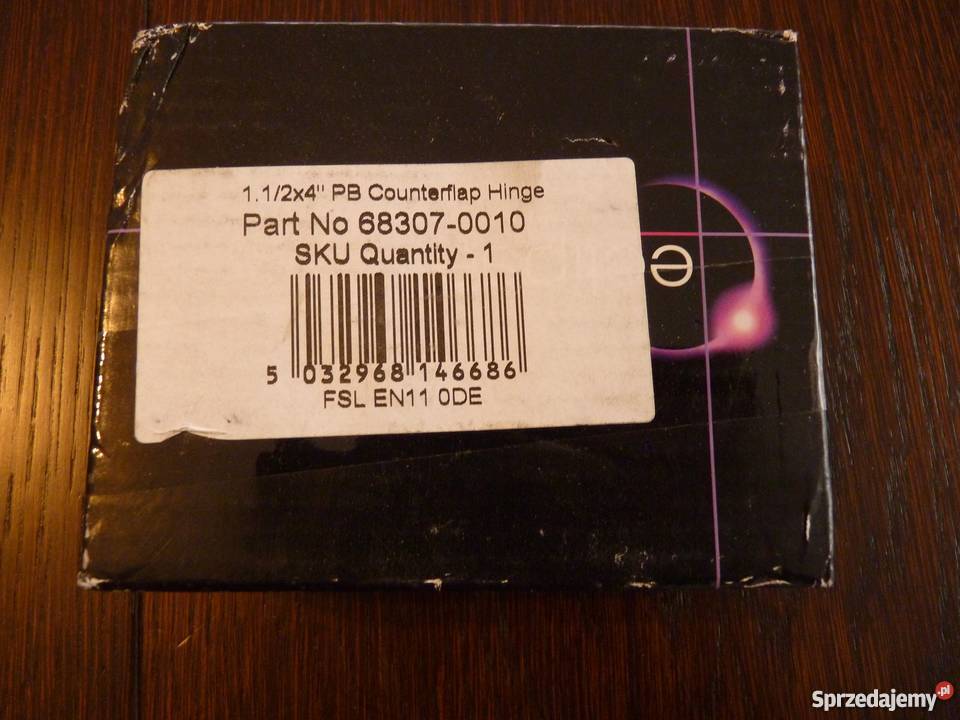 1.1/2x4" PB Counterflap Hinge
Part No 68307-0010
SKU Quantity - 1
5 032968 146686
FSL EN11 0DE
e
Sprzedajemy.pl